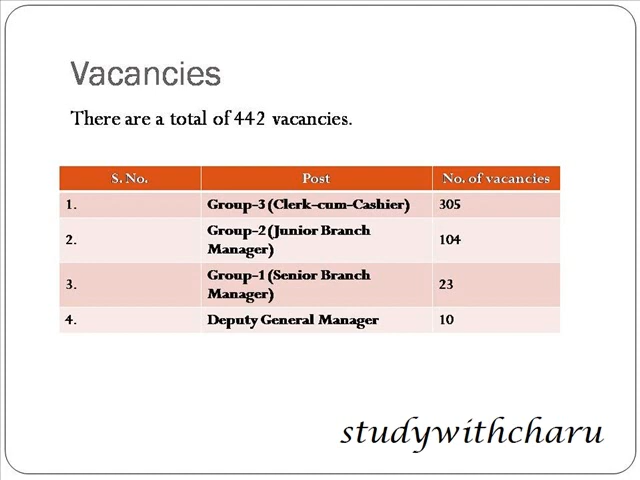 Vacancies
There are a total of 442 vacancies.
S. No. Post No. of vacancies
1. Group-3 (Clerk-cum-Cashier) 305
2. Group-2 (Junior Branch Manager) 104
3. Group-1 (Senior Branch Manager) 23
4. Deputy General Manager 10
studywithcharu